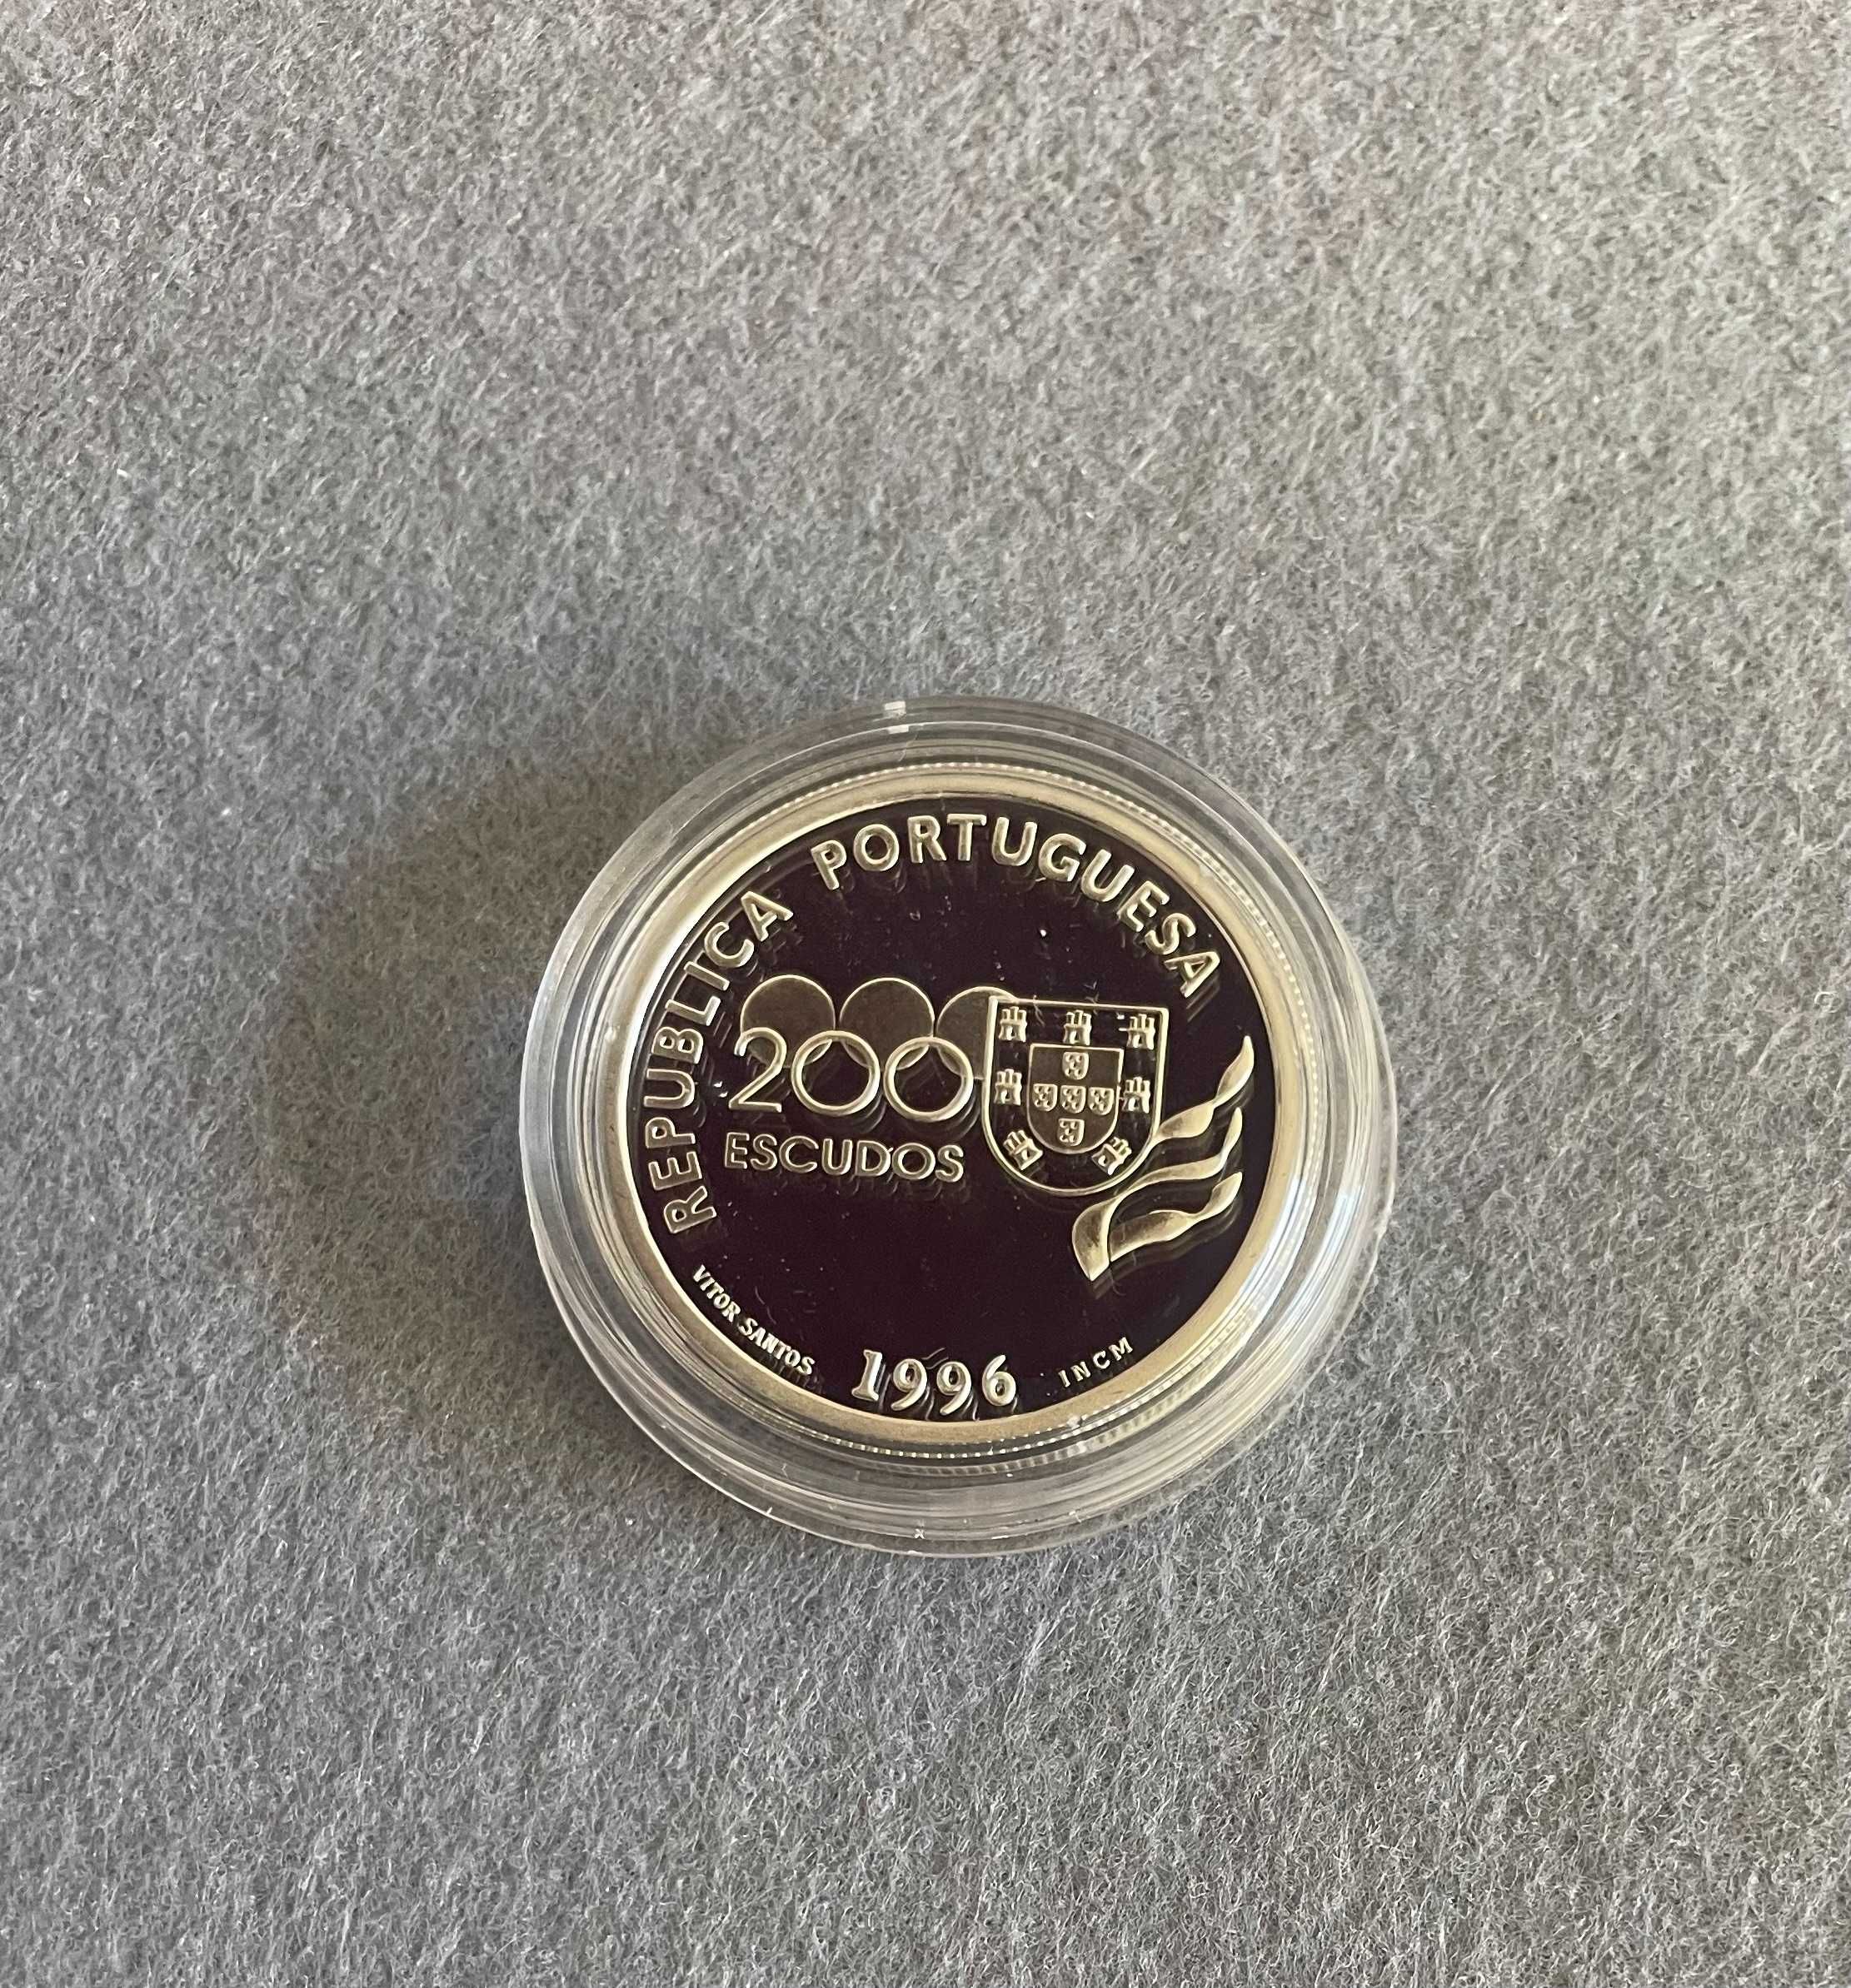 REPUBLICA PORTUGUESA
200
ESCUDOS
VITOR SANTOS
1996
INCM